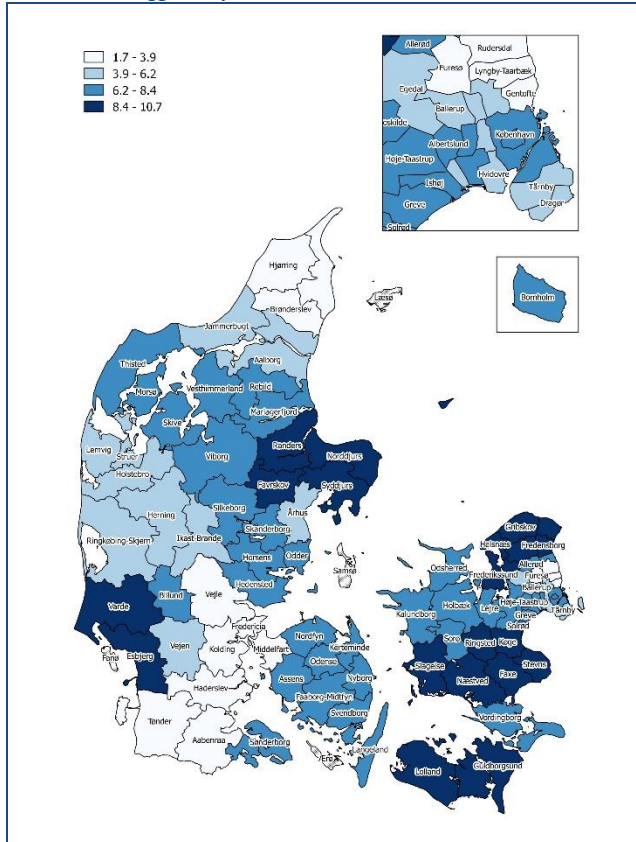 1.7 - 3.9
3.9 - 6.2
6.2 - 8.4
8.4 - 10.7
Allerød
Rudersdal
Furesø
Lyngby-Taarbæk
Egedal
Gentofte
Ballerup
oskilde
København
Albertslund
Høje-Taastrup
Hvidovre
Ishøj
Tårnby
Greve
Dragør
Solrød
Hjørring
Bornholm
Læsø
Brønderslev
Jammerbugt
Thisted
Aalborg
Vesthimmerland
Rebild
Morsø
Mariagerfjord
Skive
Randers
Norddjurs
Lemvig
Struer
Viborg
Holstebro
Favrskov
Syddjurs
Silkeborg
Århus
Herning
Skanderborg
Gribskov
Ringkøbing-Skjern
Ikast-Brande
Helsnæs
Fredensborg
Horsens
Odder
Allerød
Odsherred
Frederikssund
Furesø
Samsø
Ballerup
Hedensted
Varde
Billund
Vejle
Holbæk
Høje-Taastrup
Lejre
Tårnby
Kalundborg
Greve
Fredericia
Solrød
Nordfyn
Sorø
Ringsted
Køge
Fanø
Esbjerg
Vejen
Kolding
Middelfart
Kerteminde
Odense
Slagelse
Stevns
Assens
Nyborg
Næstved
Faxe
Haderslev
Faaborg-Midtfyn
Svendborg
Vordingborg
Tønder
Aabenraa
Sønderborg
Langeland
Ærø
Lolland
Guldborgsund